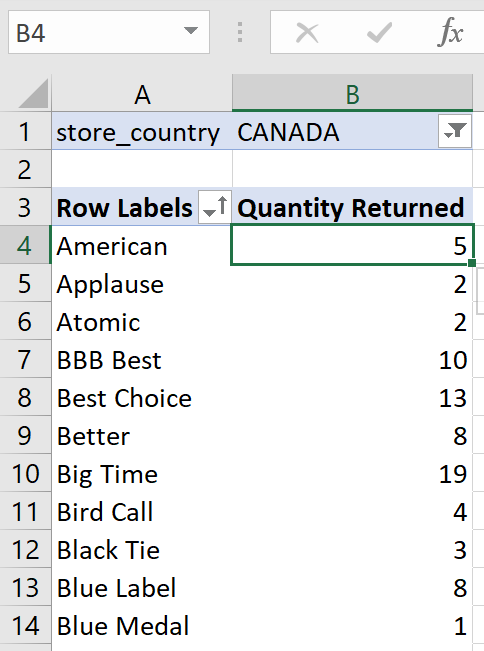 B4 fx
A B
1 store_country CANADA
2
3 Row Labels Quantity Returned
4 American 5
5 Applause 2
6 Atomic 2
7 BBB Best 10
8 Best Choice 13
9 Better 8
10 Big Time 19
11 Bird Call 4
12 Black Tie 3
13 Blue Label 8
14 Blue Medal 1